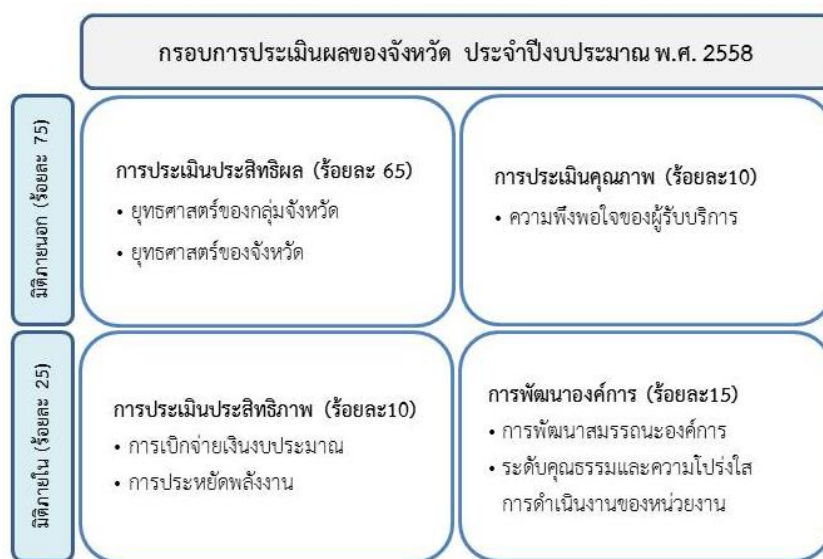 กรอบการประเมินผลของจังหวัด ประจำปีงบประมาณ พ.ศ. 2558
มิติภายนอก (ร้อยละ 75)
การประเมินประสิทธิผล (ร้อยละ 65)
• ยุทธศาสตร์ของกลุ่มจังหวัด
• ยุทธศาสตร์ของจังหวัด
การประเมินคุณภาพ (ร้อยละ10)
• ความพึงพอใจของผู้รับบริการ
มิติภายใน (ร้อยละ 25)
การประเมินประสิทธิภาพ (ร้อยละ10)
• การเบิกจ่ายเงินงบประมาณ
• การประหยัดพลังงาน
การพัฒนาองค์การ (ร้อยละ15)
• การพัฒนาสมรรถนะองค์การ
• ระดับคุณธรรมและความโปร่งใส
การดำเนินงานของหน่วยงาน